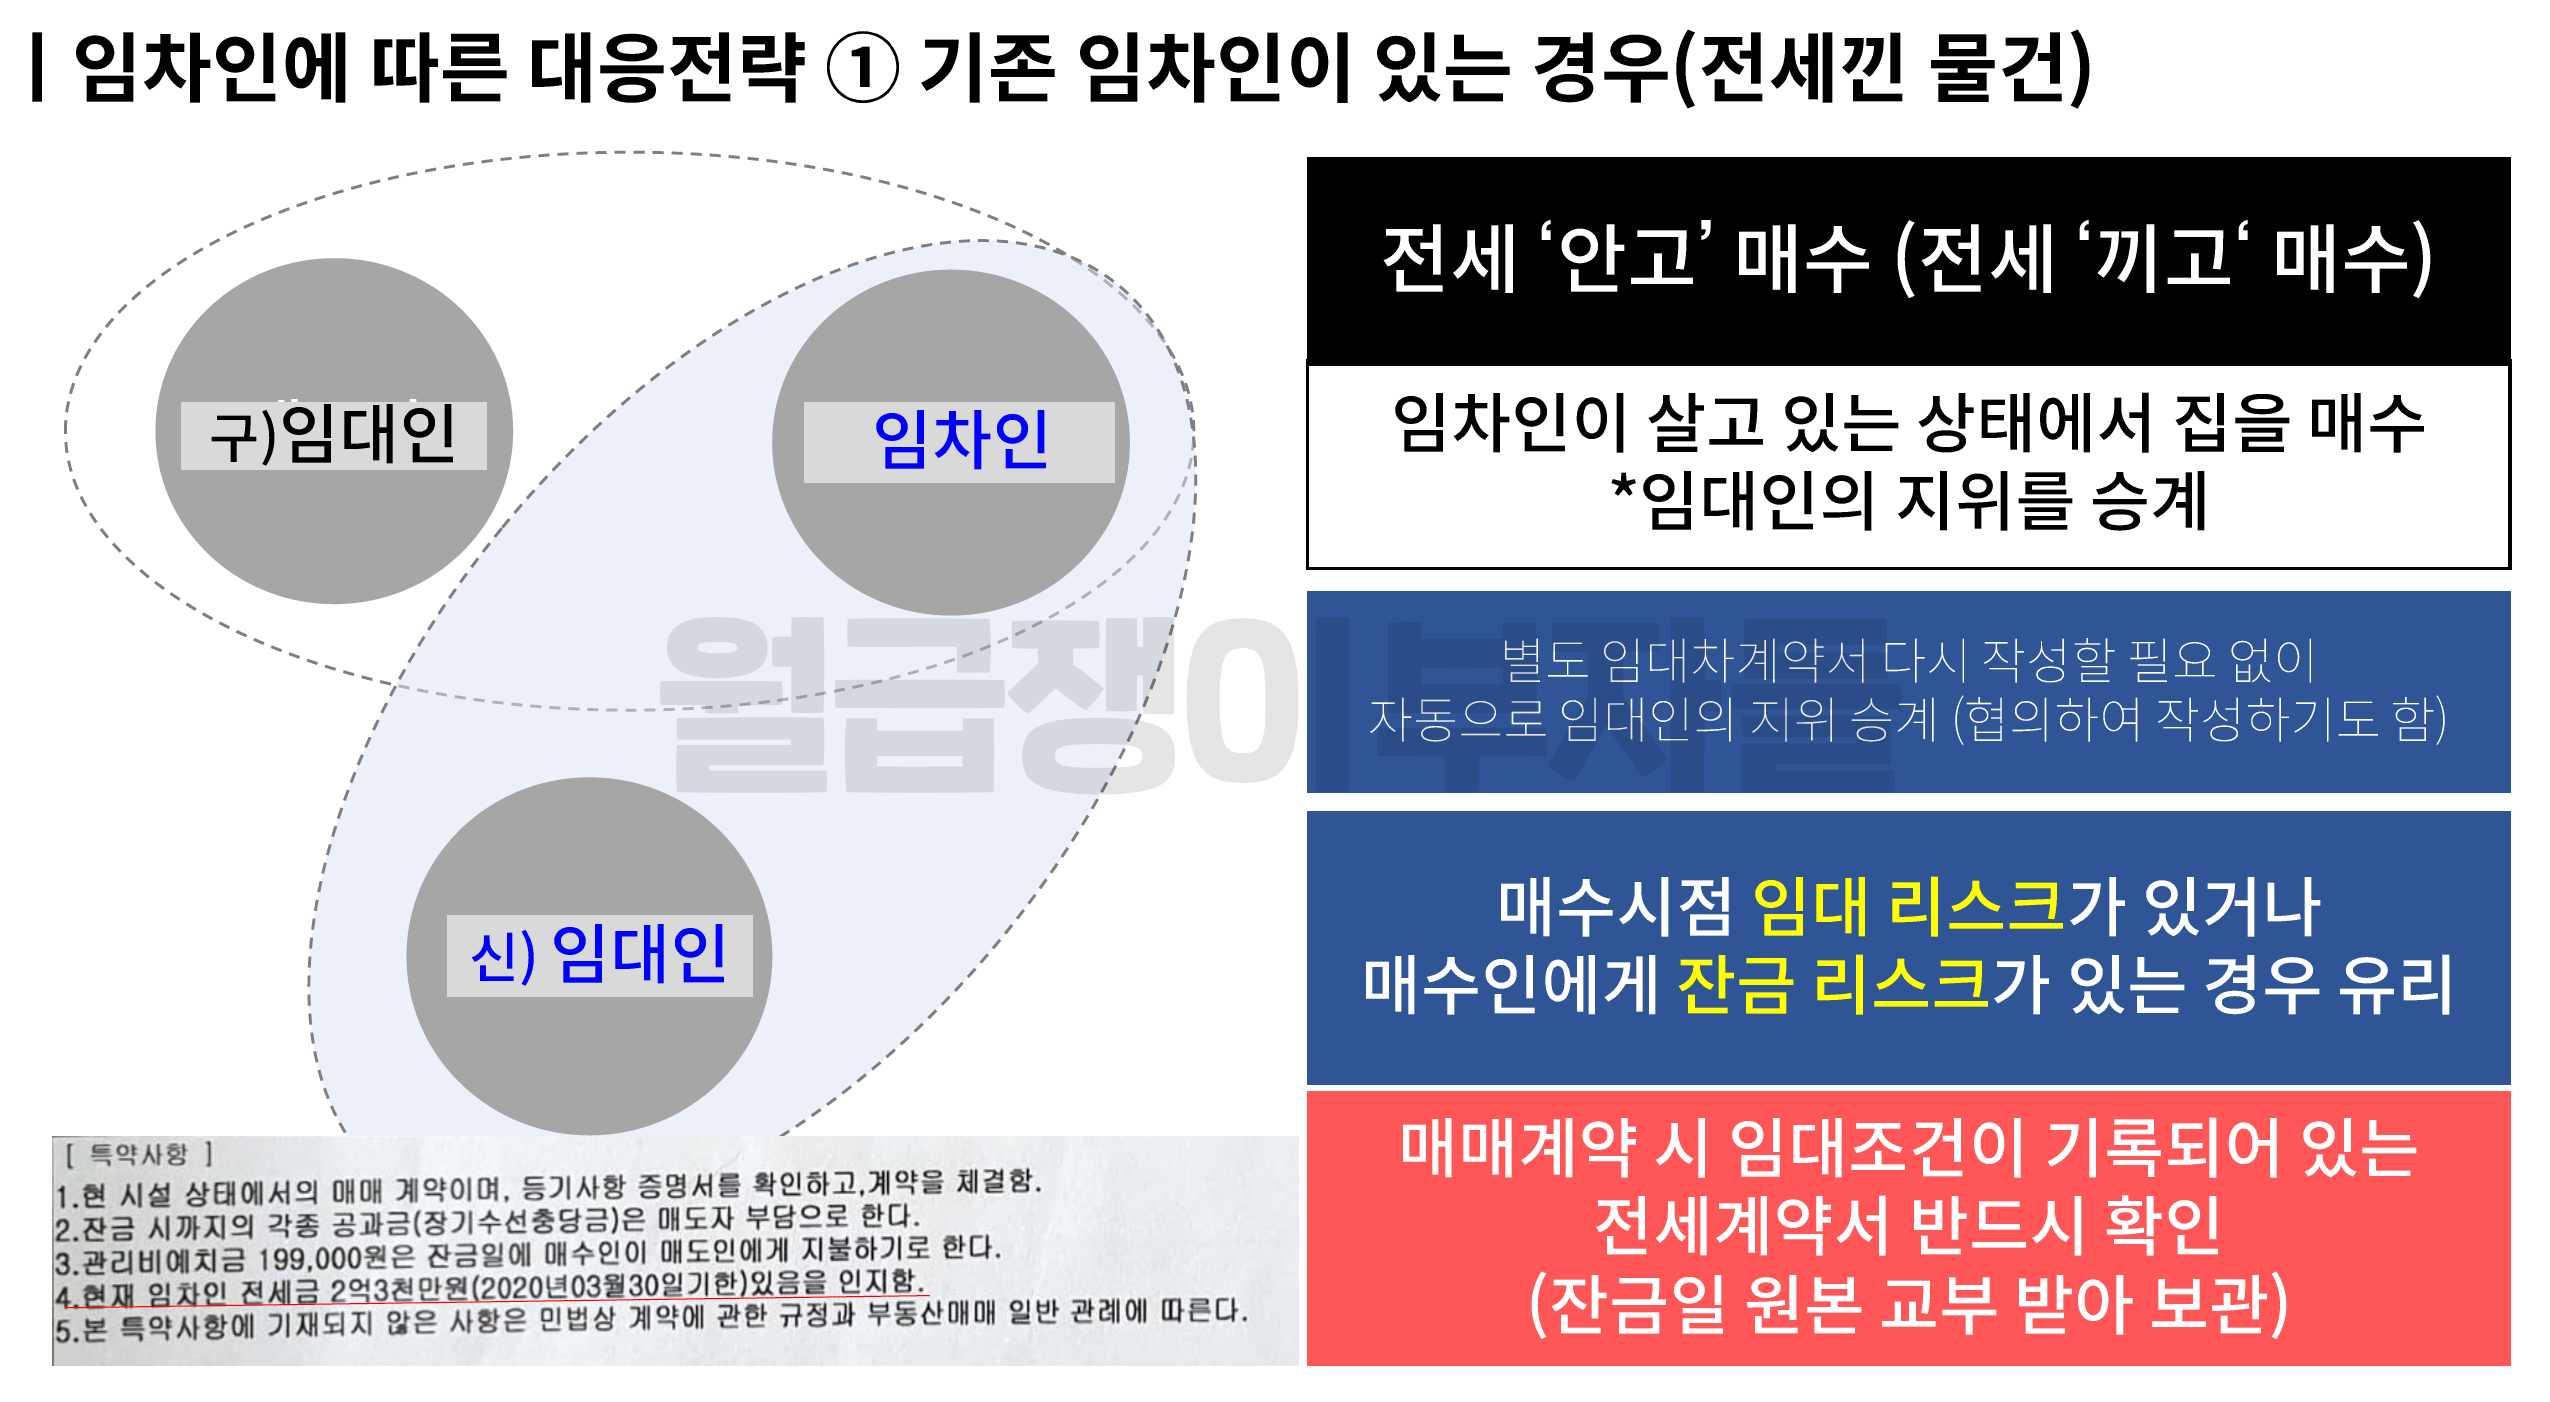 | 임차인에 따른 대응전략 ① 기존 임차인이 있는 경우(전세낀 물건)
구)임대인
임차인
신) 임대인
전세 ‘안고’ 매수 (전세 ‘끼고‘ 매수)
임차인이 살고 있는 상태에서 집을 매수
*임대인의 지위를 승계
월급쟁이부자들
별도 임대차계약서 다시 작성할 필요 없이
자동으로 임대인의 지위 승계 (협의하여 작성하기도 함)
매수시점 임대 리스크가 있거나
매수인에게 잔금 리스크가 있는 경우 유리
매매계약 시 임대조건이 기록되어 있는
전세계약서 반드시 확인
(잔금일 원본 교부 받아 보관)
[ 특약사항 ]
1.현 시설 상태에서의 매매 계약이며, 등기사항 증명서를 확인하고,계약을 체결함.
2.잔금 시까지의 각종 공과금(장기수선충당금)은 매도자 부담으로 한다.
3.관리비예치금 199,000원은 잔금일에 매수인이 매도인에게 지불하기로 한다.
4.현재 임차인 전세금 2억3천만원(2020년03월30일기한)있음을 인지함.
5.본 특약사항에 기재되지 않은 사항은 민법상 계약에 관한 규정과 부동산매매 일반 관례에 따른다.